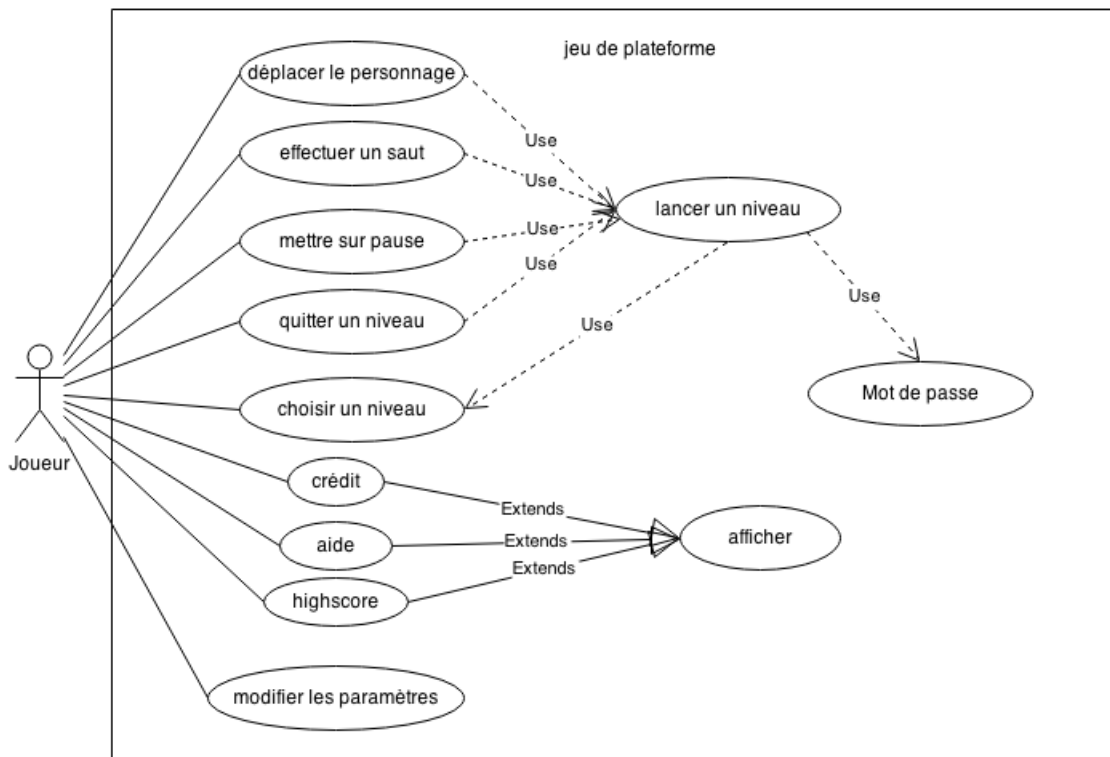 jeu de plateforme
déplacer le personnage
Use
effectuer un saut
Use
lancer un niveau
mettre sur pause
Use
Use
quitter un niveau
Use
Use
choisir un niveau
Mot de passe
Joueur
crédit
Extends
afficher
aide
Extends
Extends
highscore
modifier les paramètres